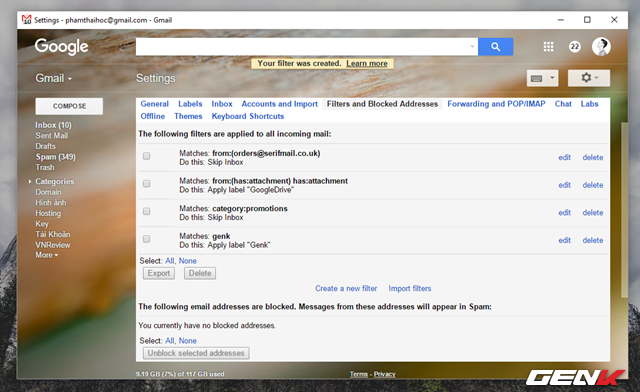 Settings - phamthaihoc@gmail.com - Gmail
Google
22
Your filter was created. Learn more
Gmail
Settings
COMPOSE
Inbox (10)
Sent Mail
Drafts
Spam (349)
Trash
Categories
Domain
Hình ảnh
Hosting
Key
Tài Khoản
VNReview
More
General Labels Inbox Accounts and Import Filters and Blocked Addresses Forwarding and POP/IMAP Chat Labs
Offline Themes Keyboard Shortcuts
The following filters are applied to all incoming mail:
Matches: from:(orders@serifmail.co.uk)
Do this: Skip Inbox
edit delete
Matches: from:(has:attachment) has:attachment
Do this: Apply label "GoogleDrive"
edit delete
Matches: category:promotions
Do this: Skip Inbox
edit delete
Matches: genk
Do this: Apply label "Genk"
edit delete
Select: All, None
Export Delete
Create a new filter Import filters
The following email addresses are blocked. Messages from these addresses will appear in Spam:
You currently have no blocked addresses.
Select: All, None
Unblock selected addresses
9.19 GB (7%) of 117 GB used
Terms - Privacy
GENK